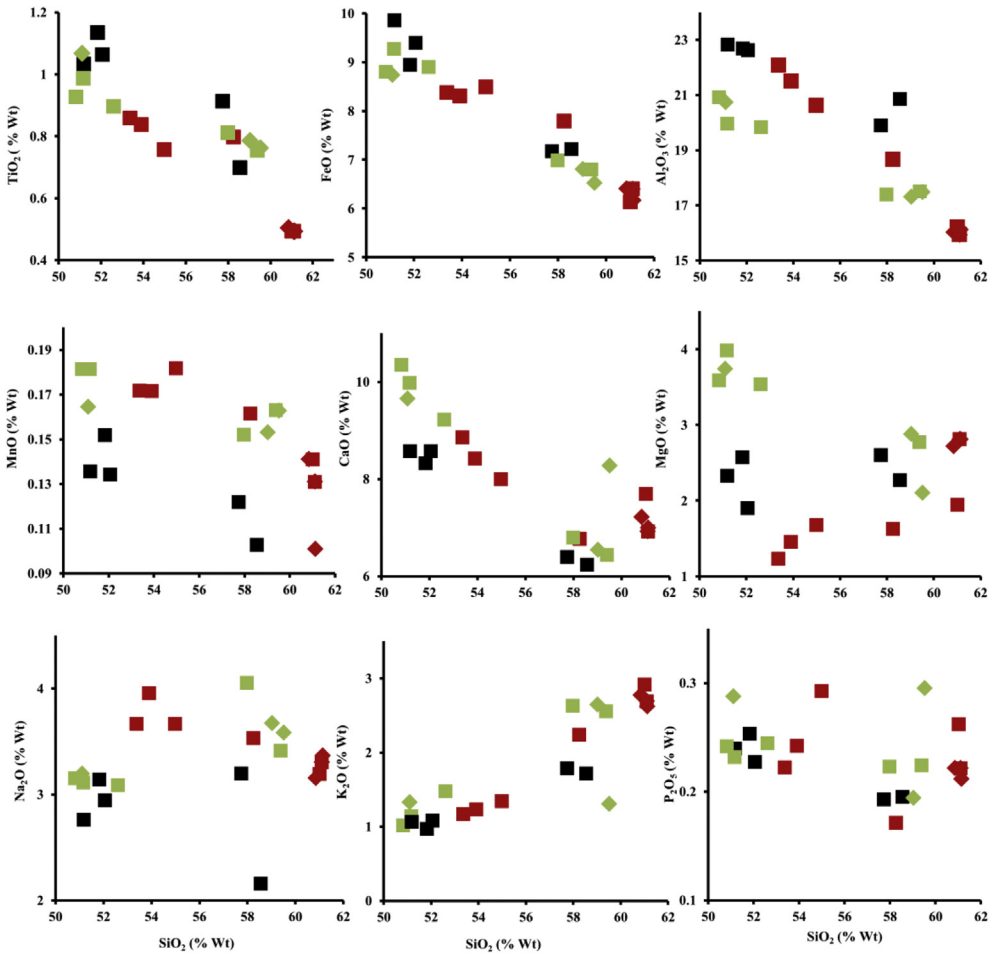 1.2
1
0.8
0.6
0.4
TiO₂ ( % Wt)
50 52 54 56 58 60 62
10
9
8
7
6
5
FeO (% Wt)
50 52 54 56 58 60 62
23
21
19
17
15
Al₂O₃ (% Wt)
50 52 54 56 58 60 62
0.19
0.17
0.15
0.13
0.11
0.09
MnO (% Wt)
50 52 54 56 58 60 62
10
8
6
CaO (% Wt)
50 52 54 56 58 60 62
4
3
2
1
MgO (% Wt)
50 52 54 56 58 60 62
4
3
2
Na₂O (% Wt)
50 52 54 56 58 60 62
SiO₂ (% Wt)
3
2
1
0
K₂O (% Wt)
50 52 54 56 58 60 62
SiO₂ (% Wt)
0.3
0.2
0.1
P₂O₅ (% Wt)
50 52 54 56 58 60 62
SiO₂ (% Wt)